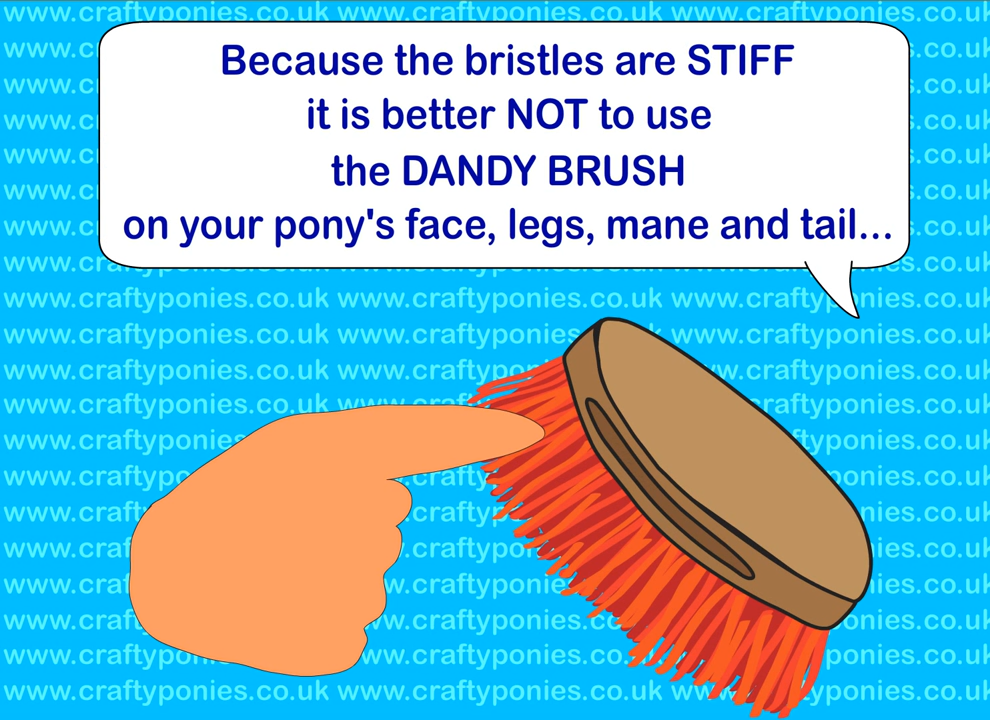 Because the bristles are STIFF
it is better NOT to use
the DANDY BRUSH
on your pony's face, legs, mane and tail...
www.craftyponies.co.uk www.craftyponies.co.uk www.craftyponies.co.uk